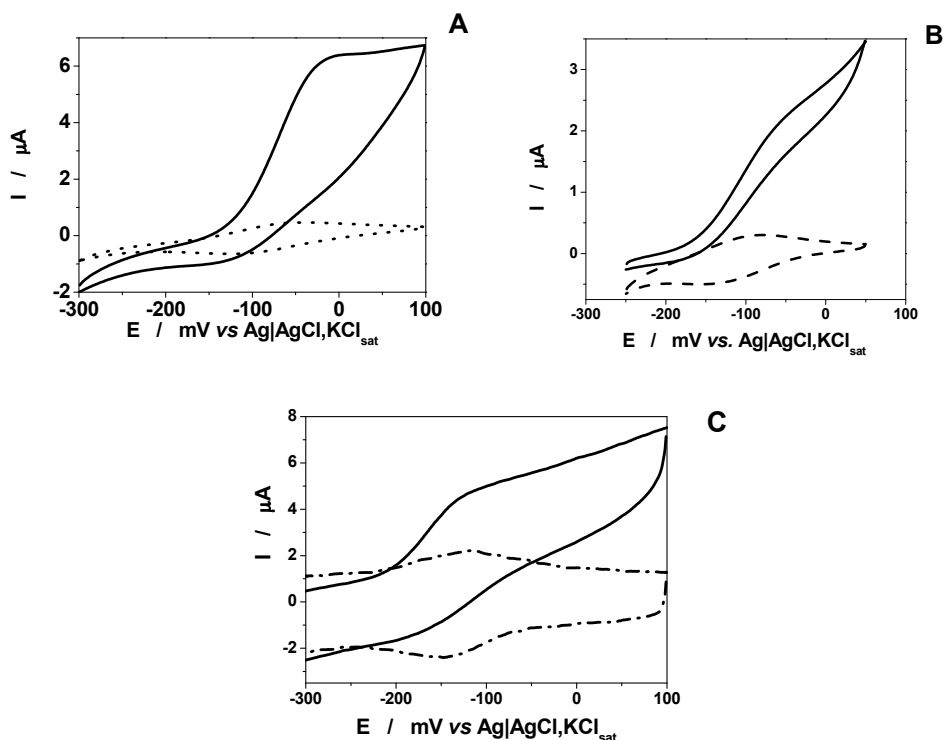 A
6
4
2
0
-2
-300 -200 -100 0 100
I / μA
E / mV vs Ag|AgCl,KCl_sat
B
3
2
1
0
-300 -200 -100 0 100
I / μA
E / mV vs. Ag|AgCl,KCl_sat
C
8
6
4
2
0
-2
-300 -200 -100 0 100
I / μA
E / mV vs Ag|AgCl,KCl_sat